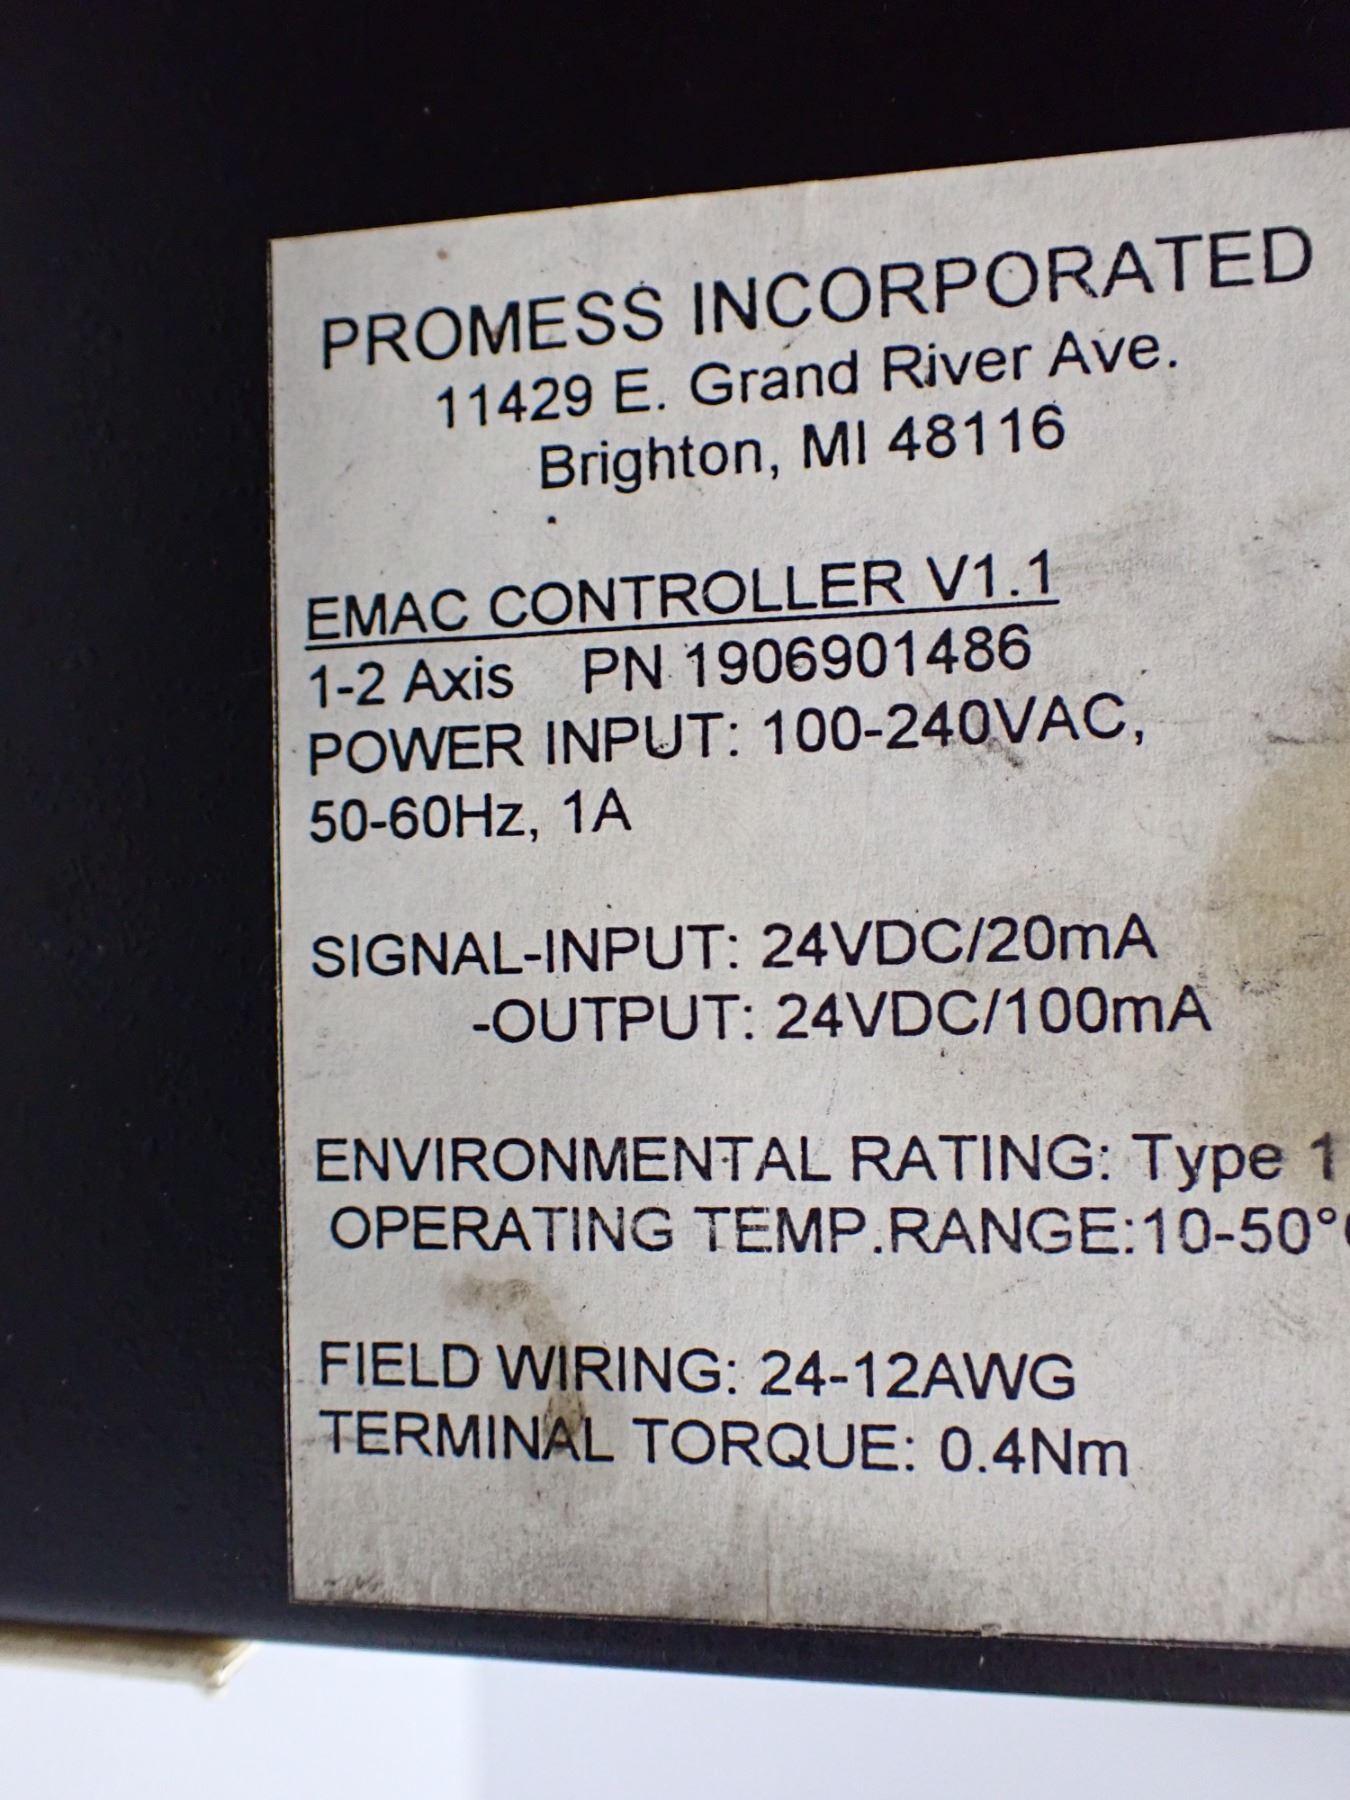 PROMESS INCORPORATED
11429 E. Grand River Ave.
Brighton, MI 48116
EMAC CONTROLLER V1.1
1-2 Axis PN 1906901486
POWER INPUT: 100-240VAC,
50-60Hz, 1A
SIGNAL-INPUT: 24VDC/20mA
-OUTPUT: 24VDC/100mA
ENVIRONMENTAL RATING: Type 1
OPERATING TEMP.RANGE:10-50°C
FIELD WIRING: 24-12AWG
TERMINAL TORQUE: 0.4Nm